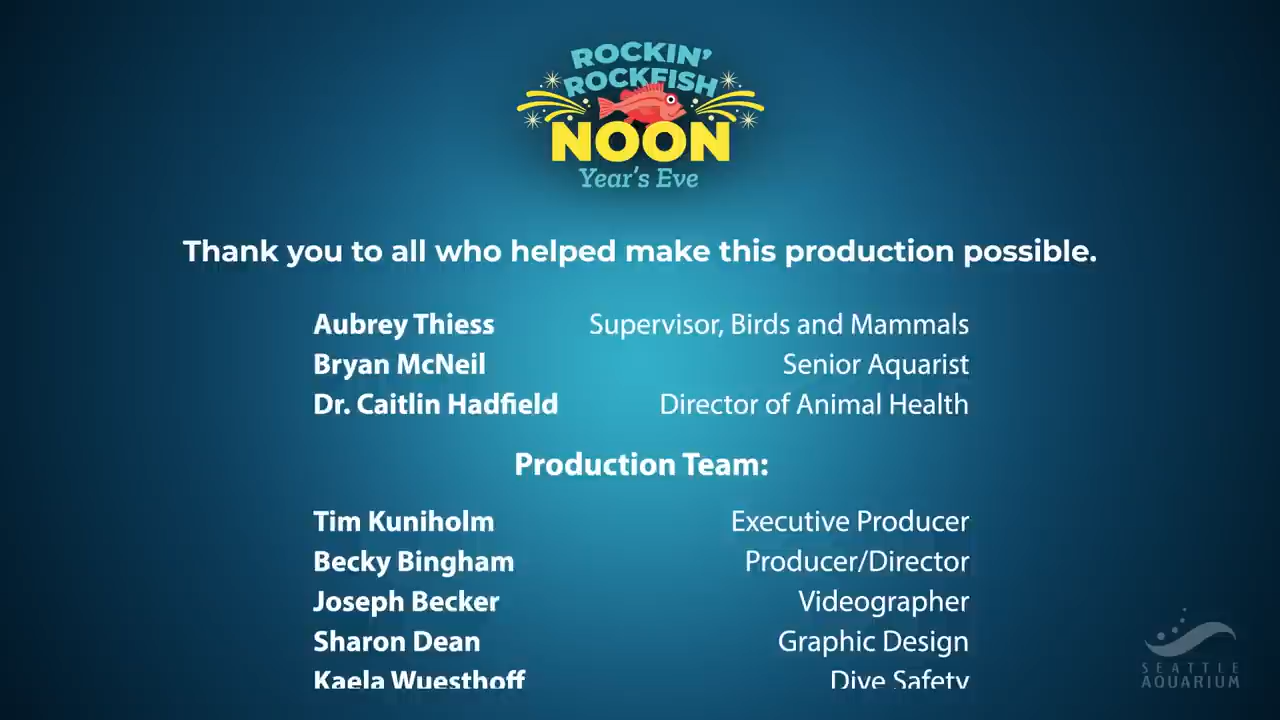 ROCKIN'
ROCKFISH
NOON
Year's Eve
Thank you to all who helped make this production possible.
Aubrey Thiess Supervisor, Birds and Mammals
Bryan McNeil Senior Aquarist
Dr. Caitlin Hadfield Director of Animal Health
Production Team:
Tim Kuniholm Executive Producer
Becky Bingham Producer/Director
Joseph Becker Videographer
Sharon Dean Graphic Design
Kaela Wuesthoff Dive Safety
SEATTLE
AQUARIUM